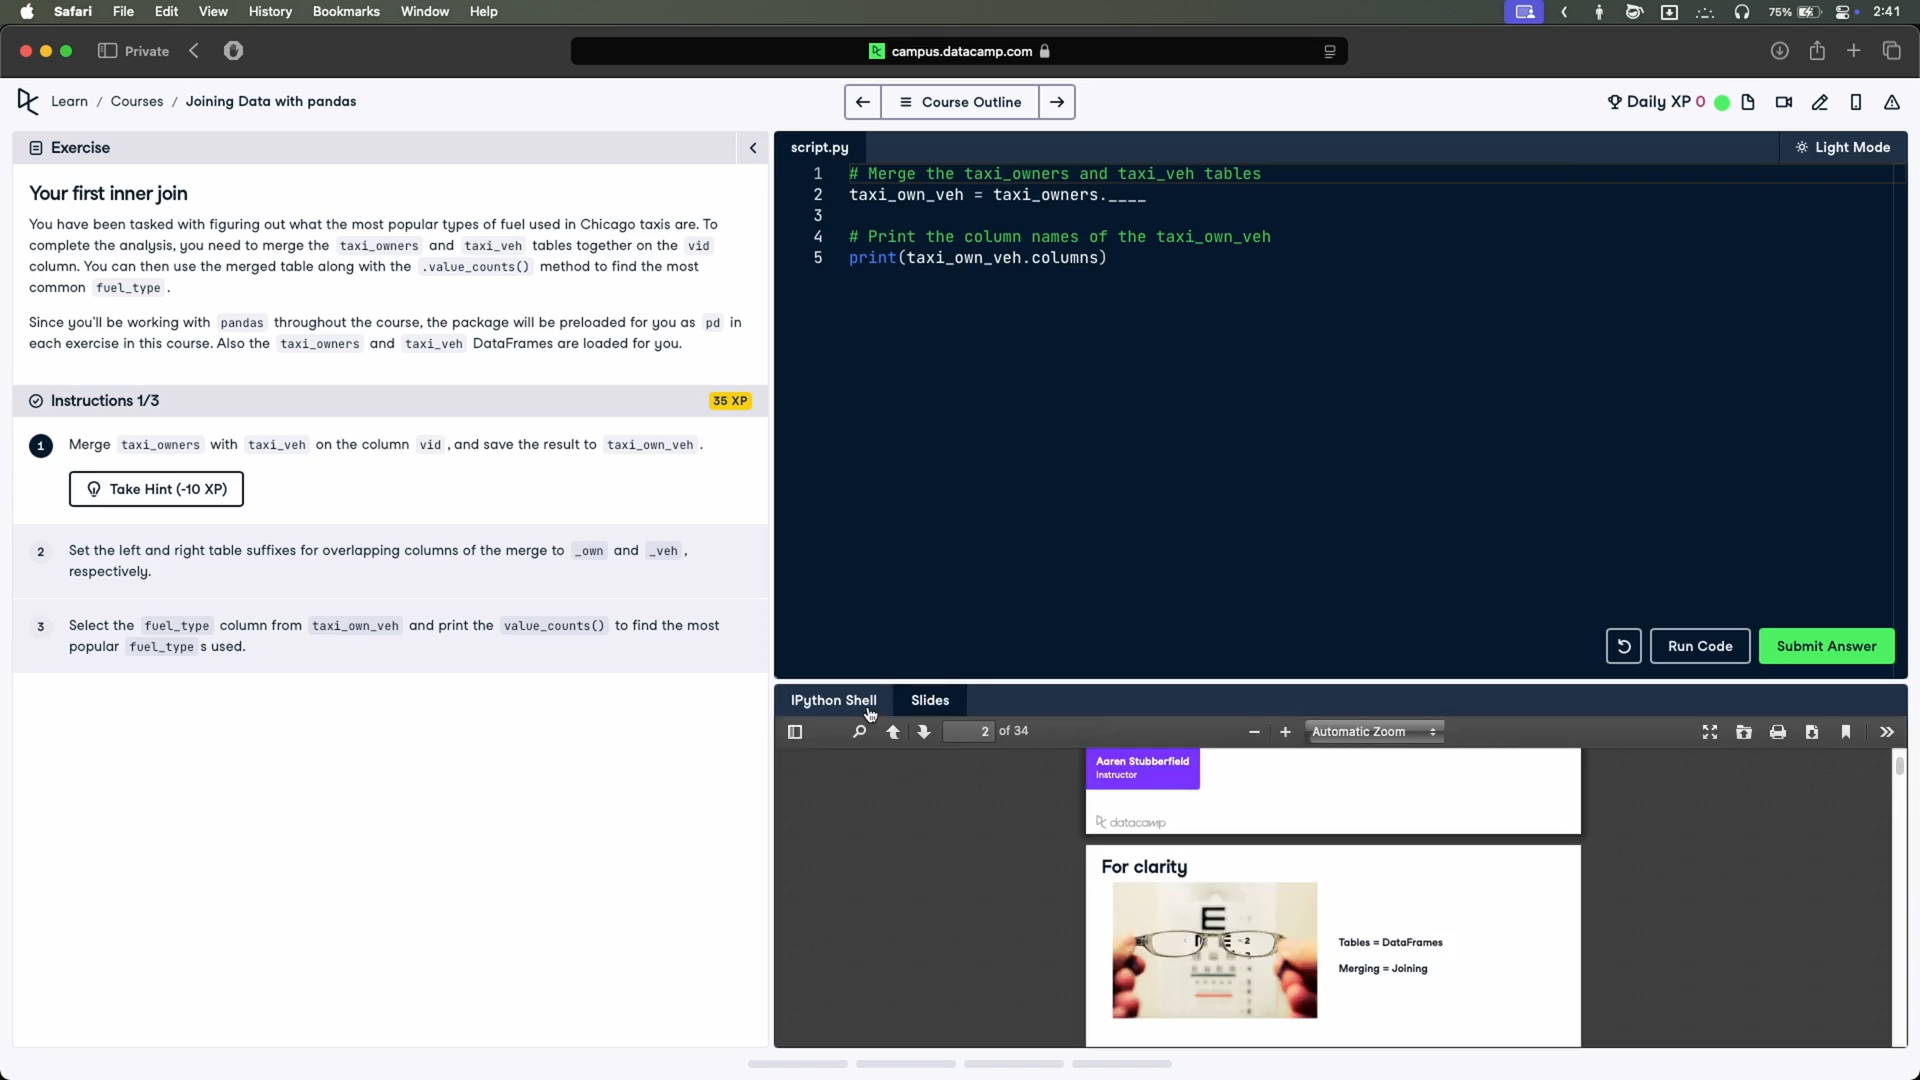 Safari File Edit View History Bookmarks Window Help 75% 2:41
Private campus.datacamp.com
Learn / Courses / Joining Data with pandas Course Outline Daily XP 0
Exercise
Your first inner join
You have been tasked with figuring out what the most popular types of fuel used in Chicago taxis are. To
complete the analysis, you need to merge the taxi_owners and taxi_veh tables together on the vid
column. You can then use the merged table along with the .value_counts() method to find the most
common fuel_type .
Since you'll be working with pandas throughout the course, the package will be preloaded for you as pd in
each exercise in this course. Also the taxi_owners and taxi_veh DataFrames are loaded for you.
Instructions 1/3 35 XP
1 Merge taxi_owners with taxi_veh on the column vid , and save the result to taxi_own_veh .
Take Hint (-10 XP)
2 Set the left and right table suffixes for overlapping columns of the merge to _own and _veh ,
respectively.
3 Select the fuel_type column from taxi_own_veh and print the value_counts() to find the most
popular fuel_type s used.
script.py Light Mode
1 # Merge the taxi_owners and taxi_veh tables
2 taxi_own_veh = taxi_owners.____
3
4 # Print the column names of the taxi_own_veh
5 print(taxi_own_veh.columns)
Run Code Submit Answer
IPython Shell Slides
2 of 34 Automatic Zoom
Aaren Stubberfield
Instructor
datacamp
For clarity
E
Tables = DataFrames
Merging = Joining